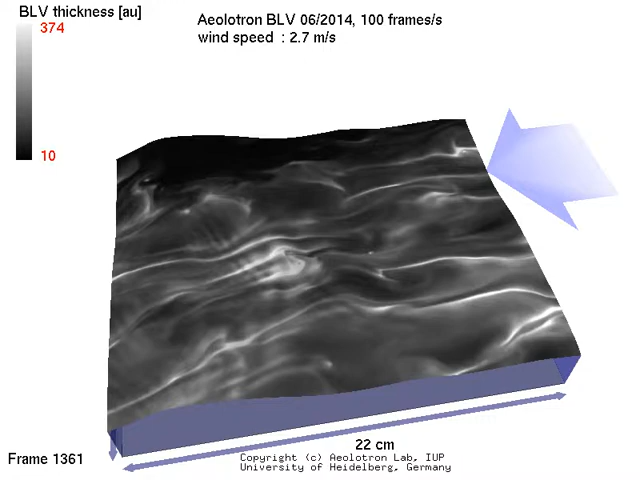 BLV thickness [au]
374
10
Aeolotron BLV 06/2014, 100 frames/s
wind speed : 2.7 m/s
22 cm
Frame 1361
Copyright (c) Aeolotron Lab, IUP
University of Heidelberg, Germany